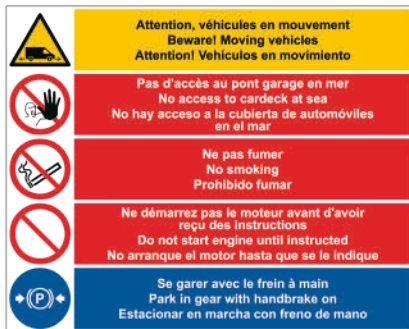 Attention, véhicules en mouvement
Beware! Moving vehicles
Attention! Vehiculos en movimiento
Pas d'accès au pont garage en mer
No access to cardeck at sea
No hay acceso a la cubierta de automóviles
en el mar
Ne pas fumer
No smoking
Prohibido fumar
Ne démarrez pas le moteur avant d'avoir
reçu des instructions
Do not start engine until instructed
No arranque el motor hasta que se le indique
(P)
Se garer avec le frein à main
Park in gear with handbrake on
Estacionar en marcha con freno de mano